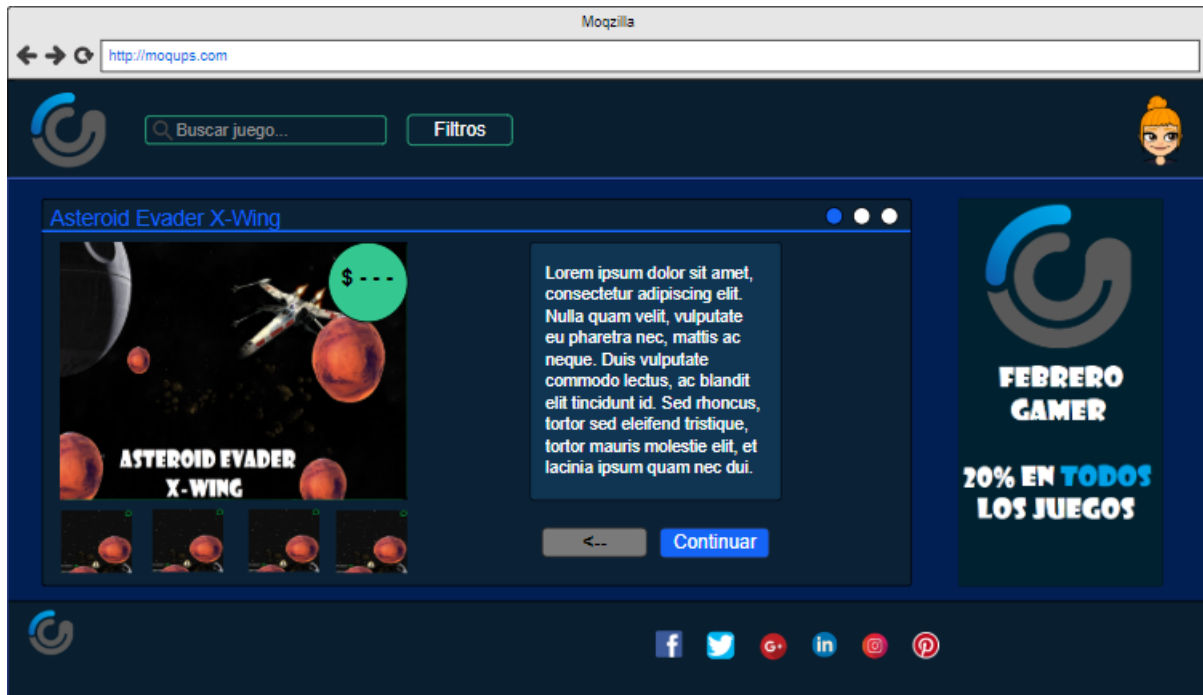 Moqzilla
http://moqups.com
Buscar juego...
Filtros
Asteroid Evader X-Wing
$ - - -
ASTEROID EVADER
X-WING
Lorem ipsum dolor sit amet,
consectetur adipiscing elit.
Nulla quam velit, vulputate
eu pharetra nec, mattis ac
neque. Duis vulputate
commodo lectus, ac blandit
elit tincidunt id. Sed rhoncus,
tortor sed eleifend tristique,
tortor mauris molestie elit, et
lacinia ipsum quam nec dui.
<--
Continuar
FEBRERO
GAMER
20% EN TODOS
LOS JUEGOS
f
G+
in